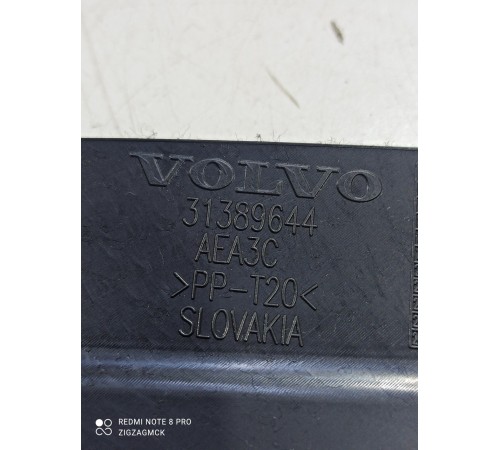 VOLVO
31389644
AEA3C
>PP-T20<
SLOVAKIA
REDMI NOTE 8 PRO
ZIGZAGMCK